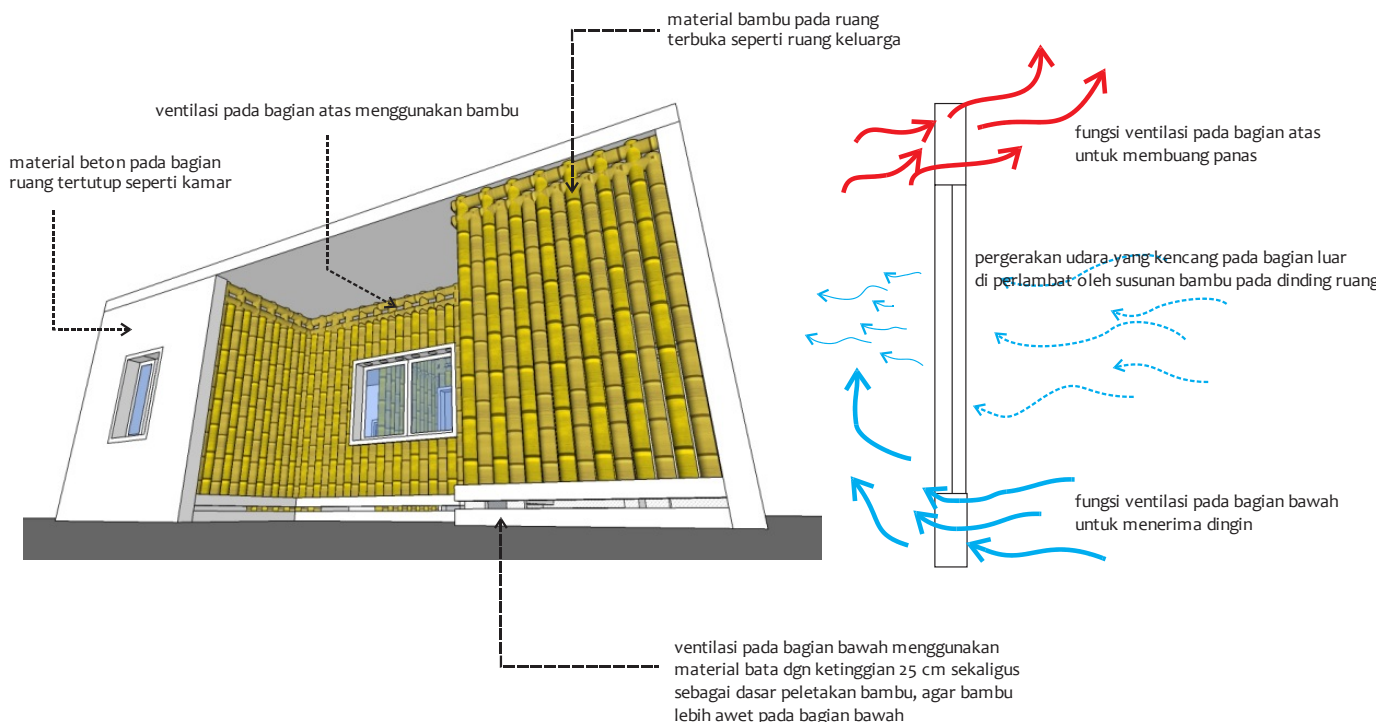 material bambu pada ruang
terbuka seperti ruang keluarga
ventilasi pada bagian atas menggunakan bambu
material beton pada bagian
ruang tertutup seperti kamar
fungsi ventilasi pada bagian atas
untuk membuang panas
pergerakan udara yang kencang pada bagian luar
di perlambat oleh susunan bambu pada dinding ruang
fungsi ventilasi pada bagian bawah
untuk menerima dingin
ventilasi pada bagian bawah menggunakan
material bata dgn ketinggian 25 cm sekaligus
sebagai dasar peletakan bambu, agar bambu
lebih awet pada bagian bawah